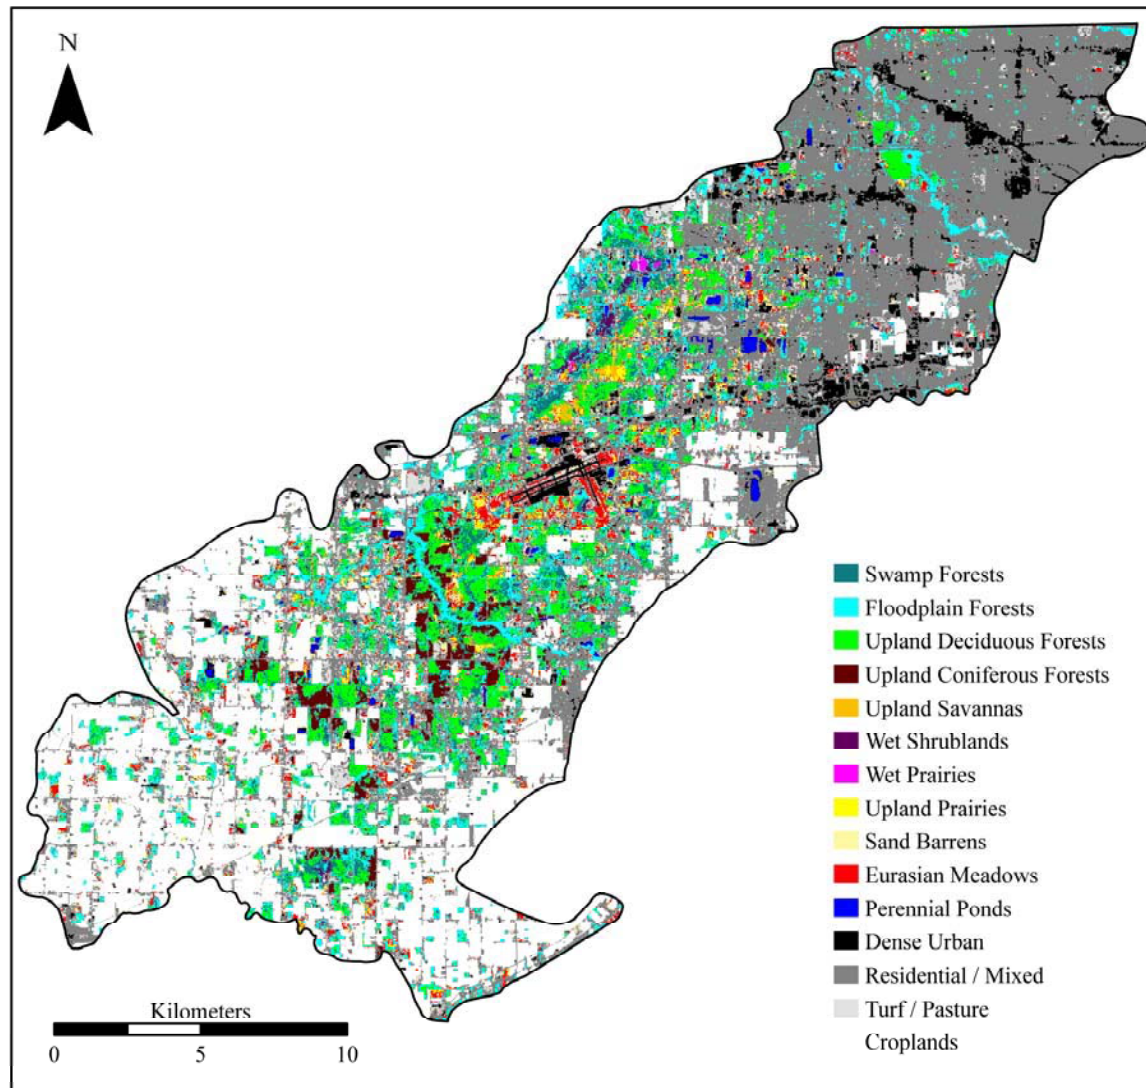 N
Swamp Forests
Floodplain Forests
Upland Deciduous Forests
Upland Coniferous Forests
Upland Savannas
Wet Shrublands
Wet Prairies
Upland Prairies
Sand Barrens
Eurasian Meadows
Perennial Ponds
Dense Urban
Residential / Mixed
Turf / Pasture
Croplands
Kilometers
0 5 10